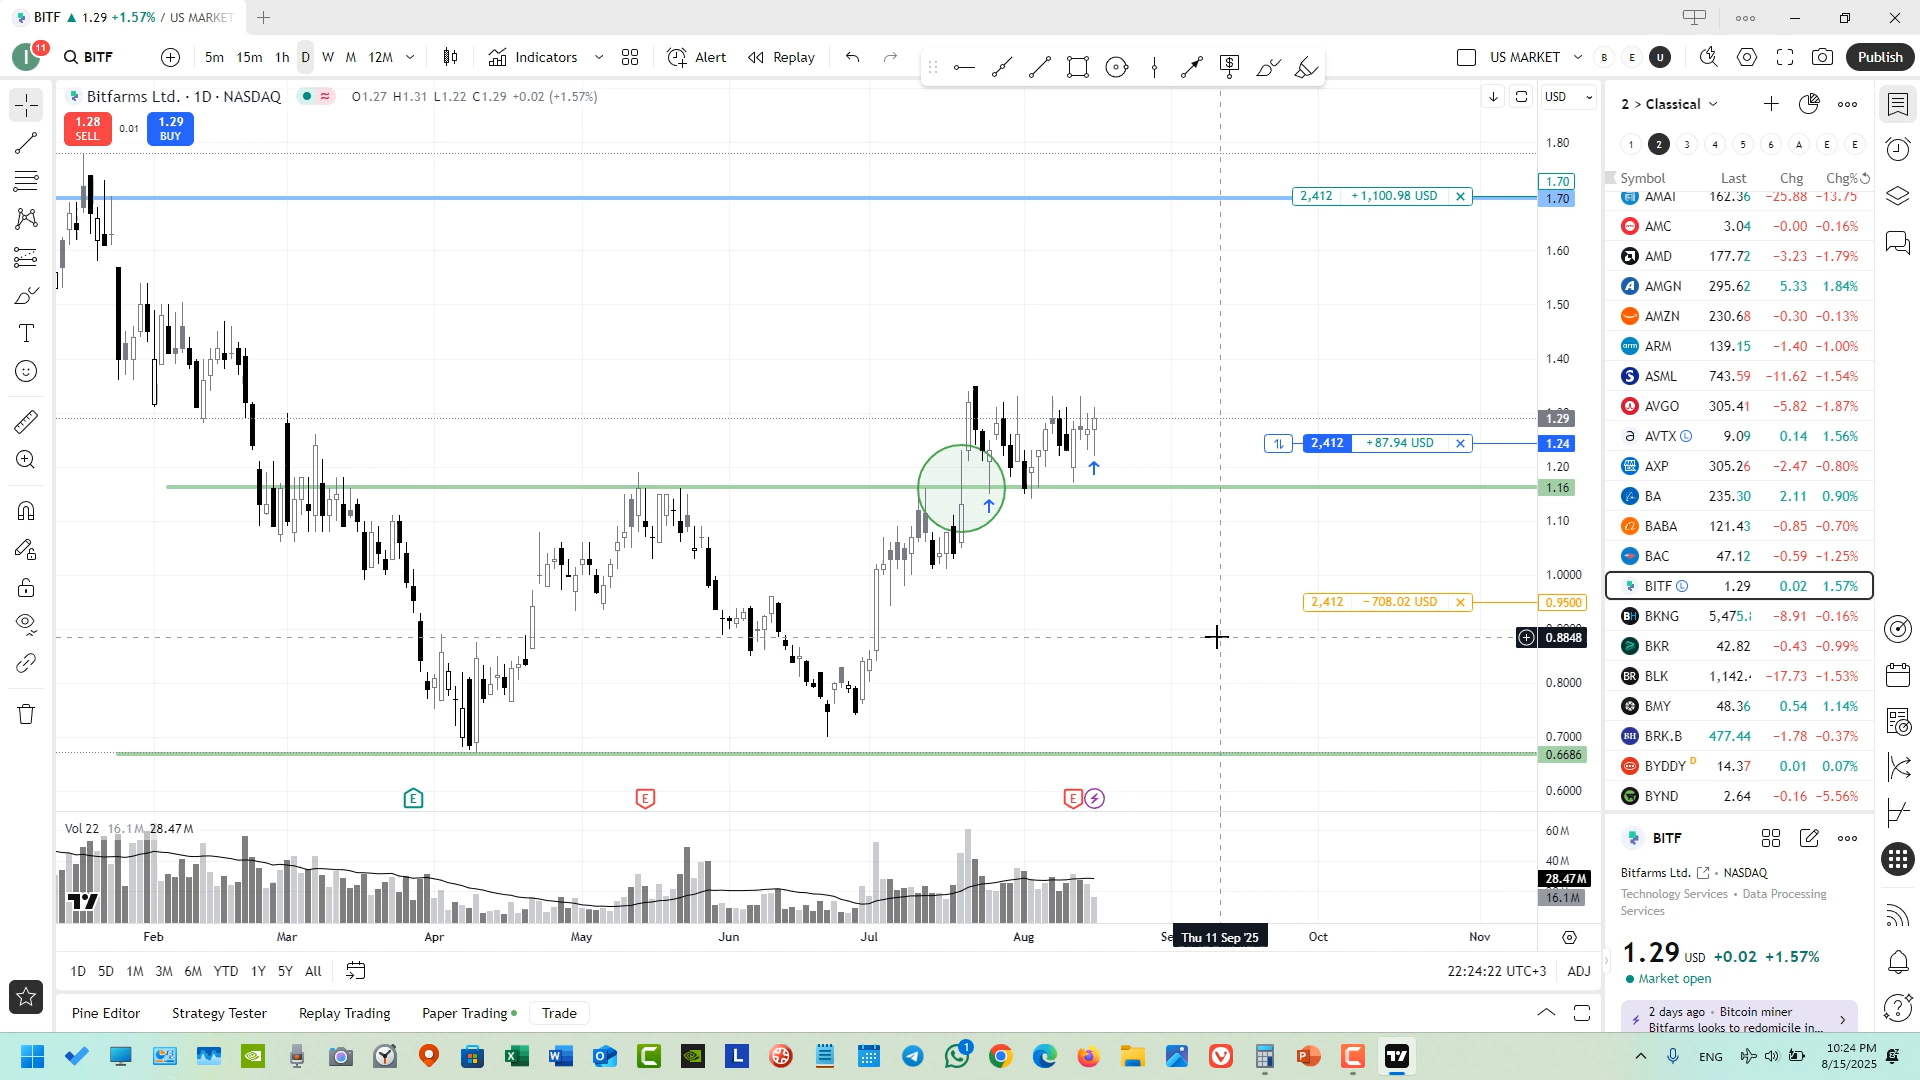 BITF ▲ 1.29 +1.57% / US MARKET
11
BITF
5m 15m 1h D W M 12M
Indicators
Alert
Replay
US MARKET
B E U
Publish
Bitfarms Ltd. · 1D · NASDAQ
O1.27 H1.31 L1.22 C1.29 +0.02 (+1.57%)
USD
1.28 SELL
0.01
1.29 BUY
1.80
1.70
1.70
1.60
1.50
1.40
1.29
1.24
1.20
1.16
1.10
1.0000
0.9500
0.8848
0.8000
0.7000
0.6686
0.6000
2,412 +1,100.98 USD
2,412 +87.94 USD
2,412 −708.02 USD
E E E
Vol 22 16.1M 28.47M
60M
40M
28.47M
16.1M
Feb Mar Apr May Jun Jul Aug Se Thu 11 Sep '25 Oct Nov
1D 5D 1M 3M 6M YTD 1Y 5Y All
22:24:22 UTC+3 ADJ
Pine Editor Strategy Tester Replay Trading Paper Trading Trade
2 > Classical
1 2 3 4 5 6 A E E
Symbol Last Chg Chg%
AMAT 162.36 −25.88 −13.75
AMC 3.04 −0.00 −0.16%
AMD 177.72 −3.23 −1.79%
AMGN 295.62 5.33 1.84%
AMZN 230.68 −0.30 −0.13%
ARM 139.15 −1.40 −1.00%
ASML 743.59 −11.62 −1.54%
AVGO 305.41 −5.82 −1.87%
AVTX 9.09 0.14 1.56%
AXP 305.26 −2.47 −0.80%
BA 235.30 2.11 0.90%
BABA 121.43 −0.85 −0.70%
BAC 47.12 −0.59 −1.25%
BITF 1.29 0.02 1.57%
BKNG 5,475. −8.91 −0.16%
BKR 42.82 −0.43 −0.99%
BLK 1,142. −17.73 −1.53%
BMY 48.36 0.54 1.14%
BRK.B 477.44 −1.78 −0.37%
BYDDY D 14.37 0.01 0.07%
BYND 2.64 −0.16 −5.56%
BITF
Bitfarms Ltd. • NASDAQ
Technology Services • Data Processing
Services
1.29 USD +0.02 +1.57%
Market open
2 days ago • Bitcoin miner
Bitfarms looks to redomicile in...
1
ENG
10:24 PM
8/15/2025